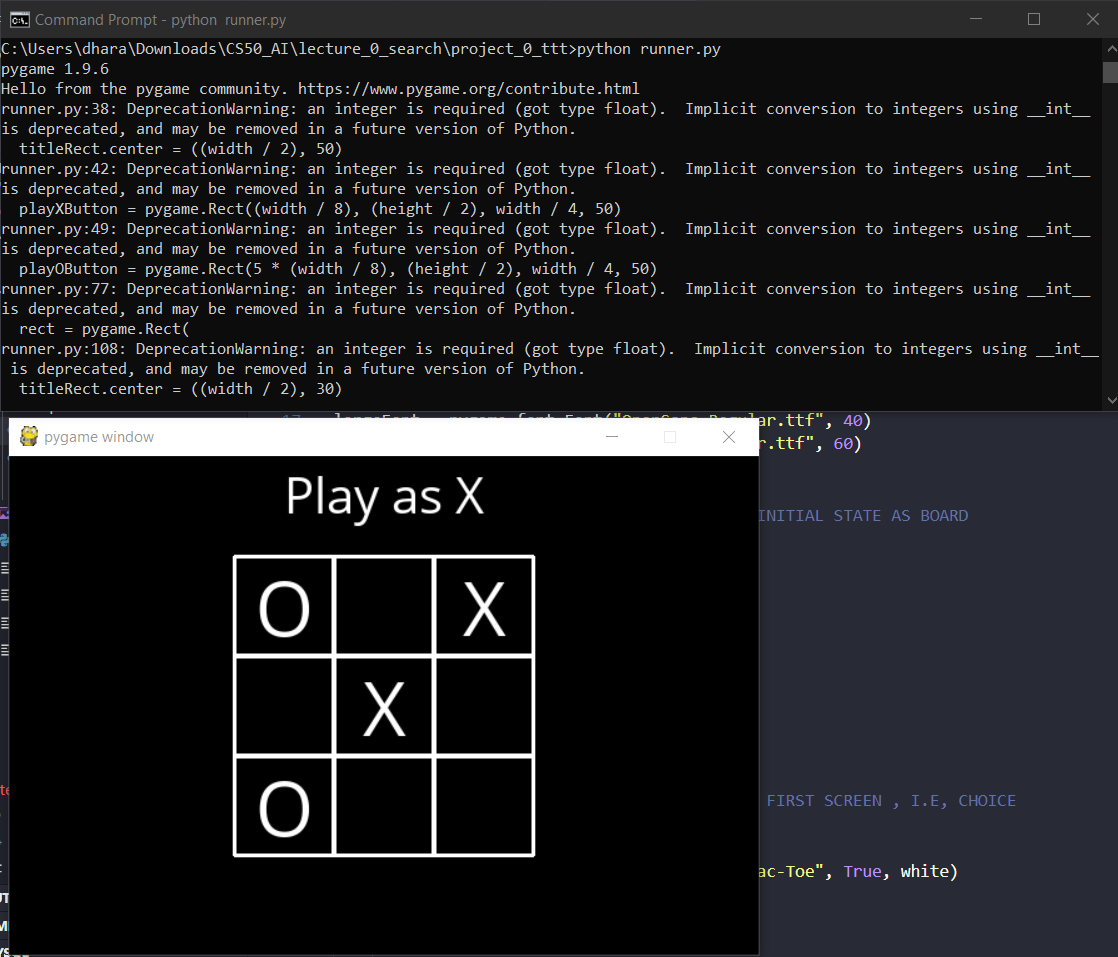 Command Prompt - python  runner.py
C:\Users\dhara\Downloads\CS50_AI\lecture_0_search\project_0_ttt>python runner.py
pygame 1.9.6
Hello from the pygame community. https://www.pygame.org/contribute.html
runner.py:38: DeprecationWarning: an integer is required (got type float).  Implicit conversion to integers using __int__
is deprecated, and may be removed in a future version of Python.
  titleRect.center = ((width / 2), 50)
runner.py:42: DeprecationWarning: an integer is required (got type float).  Implicit conversion to integers using __int__
is deprecated, and may be removed in a future version of Python.
  playXButton = pygame.Rect((width / 8), (height / 2), width / 4, 50)
runner.py:49: DeprecationWarning: an integer is required (got type float).  Implicit conversion to integers using __int__
is deprecated, and may be removed in a future version of Python.
  playOButton = pygame.Rect(5 * (width / 8), (height / 2), width / 4, 50)
runner.py:77: DeprecationWarning: an integer is required (got type float).  Implicit conversion to integers using __int__
is deprecated, and may be removed in a future version of Python.
  rect = pygame.Rect(
runner.py:108: DeprecationWarning: an integer is required (got type float).  Implicit conversion to integers using __int__
 is deprecated, and may be removed in a future version of Python.
  titleRect.center = ((width / 2), 30)
ar.ttf", 40)
r.ttf", 60)
pygame window
Play as X
INITIAL STATE AS BOARD
O X
X
O
FIRST SCREEN , I.E, CHOICE
ac-Toe", True, white)